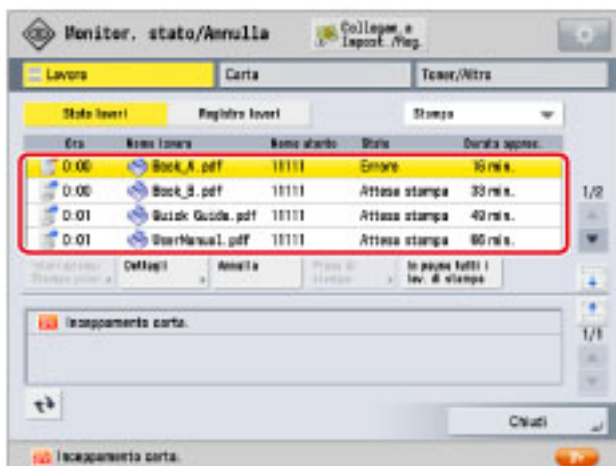 Monitor. stato/Annulla
Collegam. a
Impost./Reg.
Lavoro Carta Toner/Altro
Stato lavori Registro lavori Stampa
Ora Nome lavoro Nome utente Stato Durata appros.
0:00 Book_A.pdf 11111 Errore 16 min.
0:00 Book_B.pdf 11111 Attesa stampa 33 min.
0:01 Quick Guide.pdf 11111 Attesa stampa 49 min.
0:01 UserManual.pdf 11111 Attesa stampa 66 min.
1/2
Dettagli Annulla In pausa tutti i
lav. di stampa
Inceppamento carta.
1/1
Chiudi
Inceppamento carta.